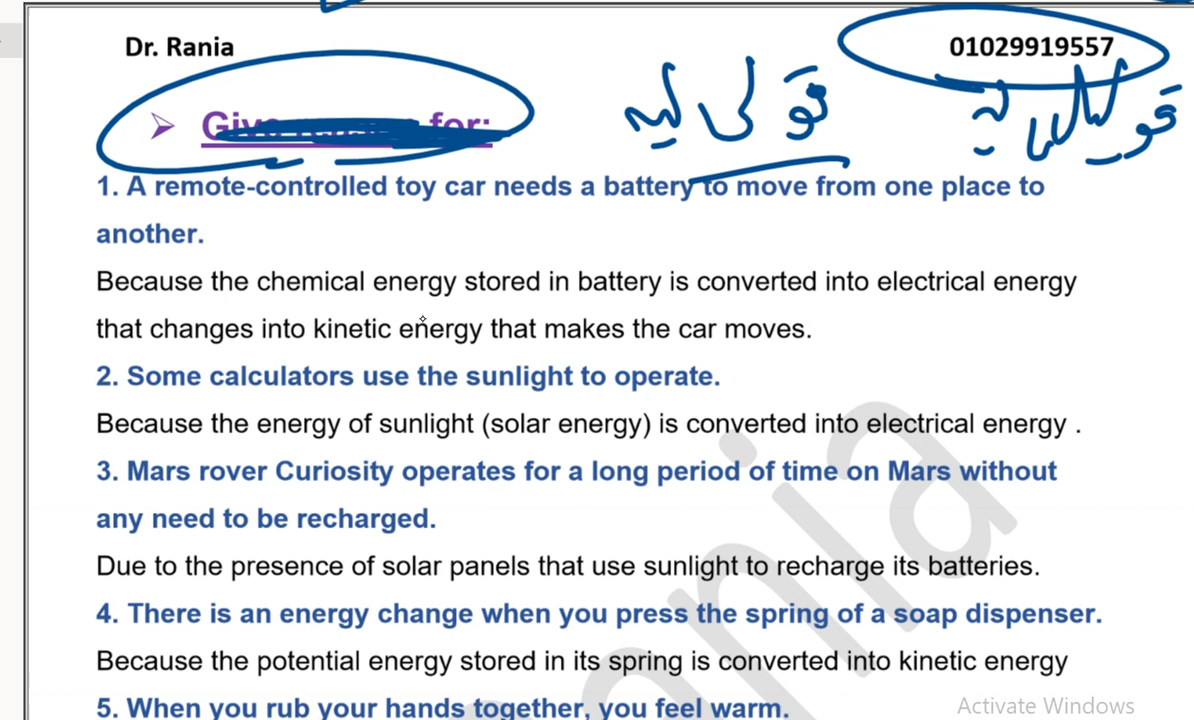 Dr. Rania
01029919557
➢ Give reason for:
قولى ليه
1. A remote-controlled toy car needs a battery to move from one place to
another.
Because the chemical energy stored in battery is converted into electrical energy
that changes into kinetic energy that makes the car moves.
2. Some calculators use the sunlight to operate.
Because the energy of sunlight (solar energy) is converted into electrical energy .
3. Mars rover Curiosity operates for a long period of time on Mars without
any need to be recharged.
Due to the presence of solar panels that use sunlight to recharge its batteries.
4. There is an energy change when you press the spring of a soap dispenser.
Because the potential energy stored in its spring is converted into kinetic energy
5. When you rub your hands together, you feel warm.
Activate Windows